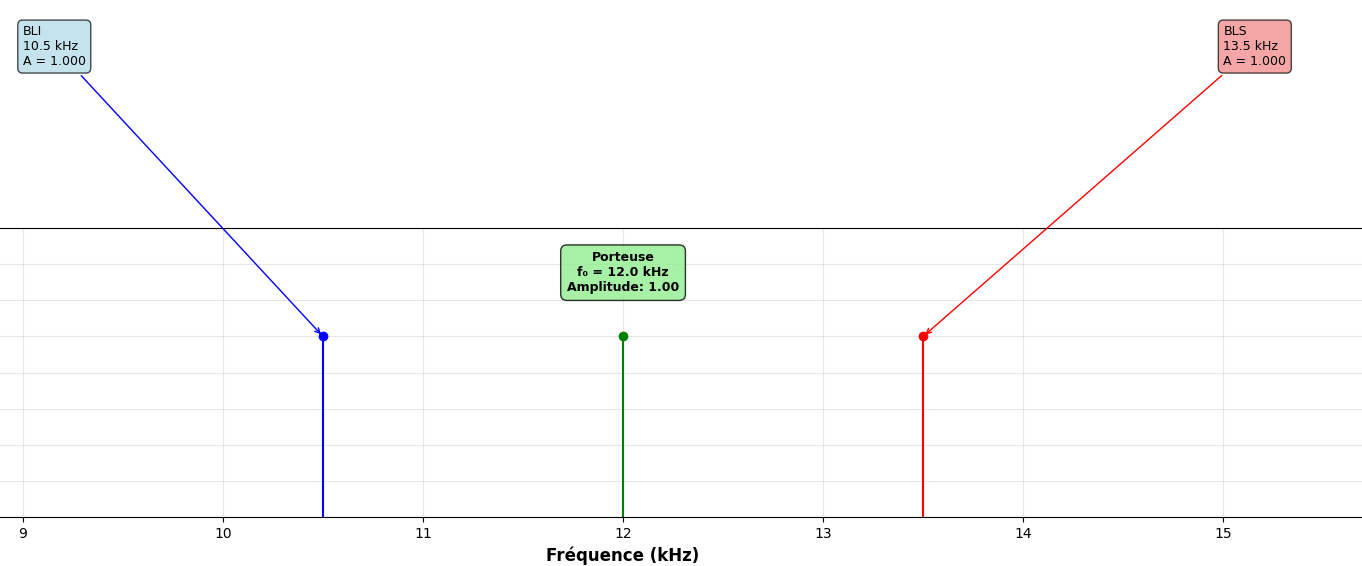 BLI
10.5 kHz
A = 1.000
BLS
13.5 kHz
A = 1.000
Porteuse
f₀ = 12.0 kHz
Amplitude: 1.00
9 10 11 12 13 14 15
Fréquence (kHz)